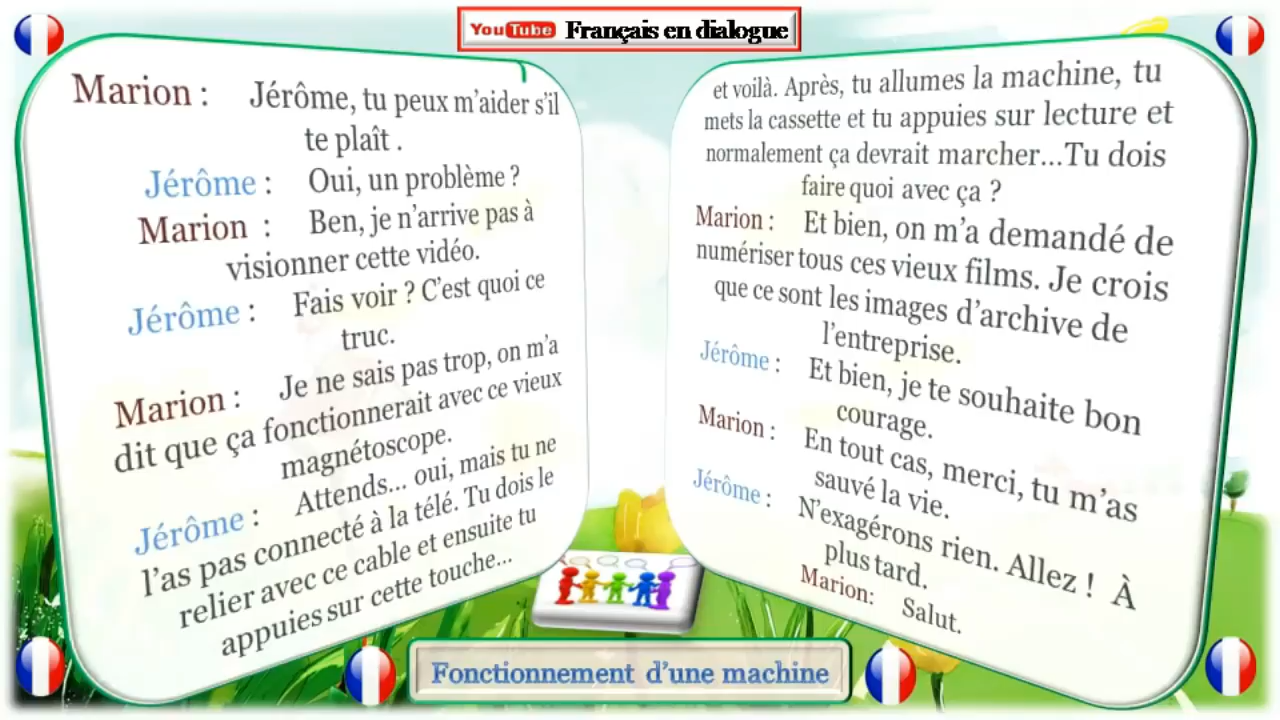 YouTube Français en dialogue
Marion : Jérôme, tu peux m'aider s'il
te plaît .
Jérôme : Oui, un problème ?
Marion : Ben, je n'arrive pas à
visionner cette vidéo.
Jérôme : Fais voir ? C'est quoi ce
truc.
Marion : Je ne sais pas trop, on m'a
dit que ça fonctionnerait avec ce vieux
magnétoscope.
Jérôme : Attends... oui, mais tu ne
l'as pas connecté à la télé. Tu dois le
relier avec ce cable et ensuite tu
appuies sur cette touche...
et voilà. Après, tu allumes la machine, tu
mets la cassette et tu appuies sur lecture et
normalement ça devrait marcher...Tu dois
faire quoi avec ça ?
Marion : Et bien, on m'a demandé de
numériser tous ces vieux films. Je crois
que ce sont les images d'archive de
l'entreprise.
Jérôme : Et bien, je te souhaite bon
courage.
Marion : En tout cas, merci, tu m'as
sauvé la vie.
Jérôme : N'exagérons rien. Allez ! À
plus tard.
Marion: Salut.
Fonctionnement d'une machine